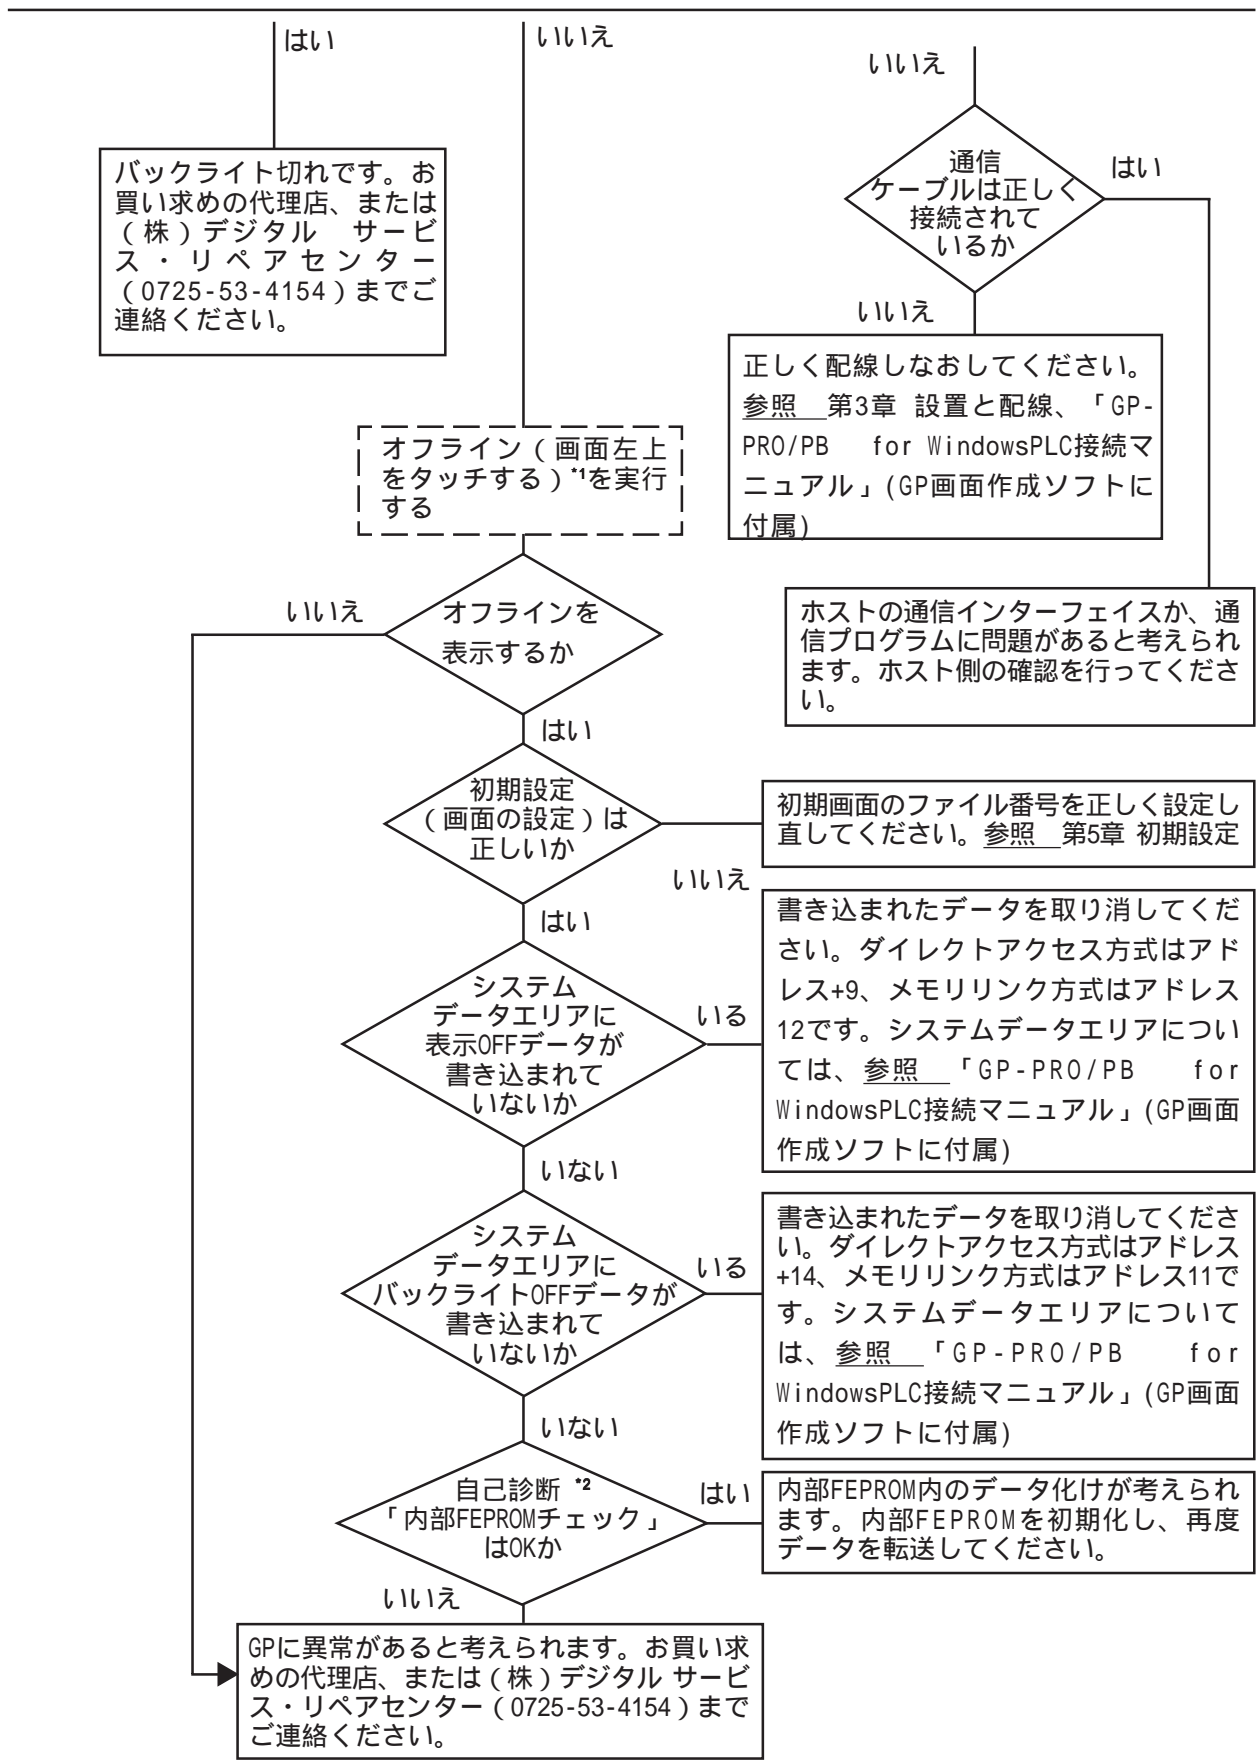 はい
いいえ
いいえ
バックライト切れです。お
買い求めの代理店、または
(株)デジタル サービ
ス・リペアセンター
(0725-53-4154)までご
連絡ください。
通信
ケーブルは正しく
接続されて
いるか
はい
いいえ
正しく配線しなおしてください。
参照 第3章 設置と配線、「GP-
PRO/PB for WindowsPLC接続マ
ニュアル」(GP画面作成ソフトに
付属)
オフライン(画面左上
をタッチする)*1を実行
する
ホストの通信インターフェイスか、通
信プログラムに問題があると考えられ
ます。ホスト側の確認を行ってくださ
い。
いいえ
オフラインを
表示するか
はい
初期設定
(画面の設定)は
正しいか
初期画面のファイル番号を正しく設定し
直してください。参照 第5章 初期設定
いいえ
はい
システム
データエリアに
表示OFFデータが
書き込まれて
いないか
いる
書き込まれたデータを取り消してくだ
さい。ダイレクトアクセス方式はアド
レス+9、メモリリンク方式はアドレス
12です。システムデータエリアについ
ては、参照 「GP-PRO/PB for
WindowsPLC接続マニュアル」(GP画面
作成ソフトに付属)
いない
システム
データエリアに
バックライトOFFデータが
書き込まれて
いないか
いる
書き込まれたデータを取り消してくださ
い。ダイレクトアクセス方式はアドレス
+14、メモリリンク方式はアドレス11で
す。システムデータエリアについて
は、参照 「GP-PRO/PB for
WindowsPLC接続マニュアル」(GP画面
作成ソフトに付属)
いない
自己診断 *2
「内部FEPROMチェック」
はOKか
はい
内部FEPROM内のデータ化けが考えられ
ます。内部FEPROMを初期化し、再度
データを転送してください。
いいえ
GPに異常があると考えられます。お買い求
めの代理店、または(株)デジタル サービ
ス・リペアセンター(0725-53-4154)まで
ご連絡ください。